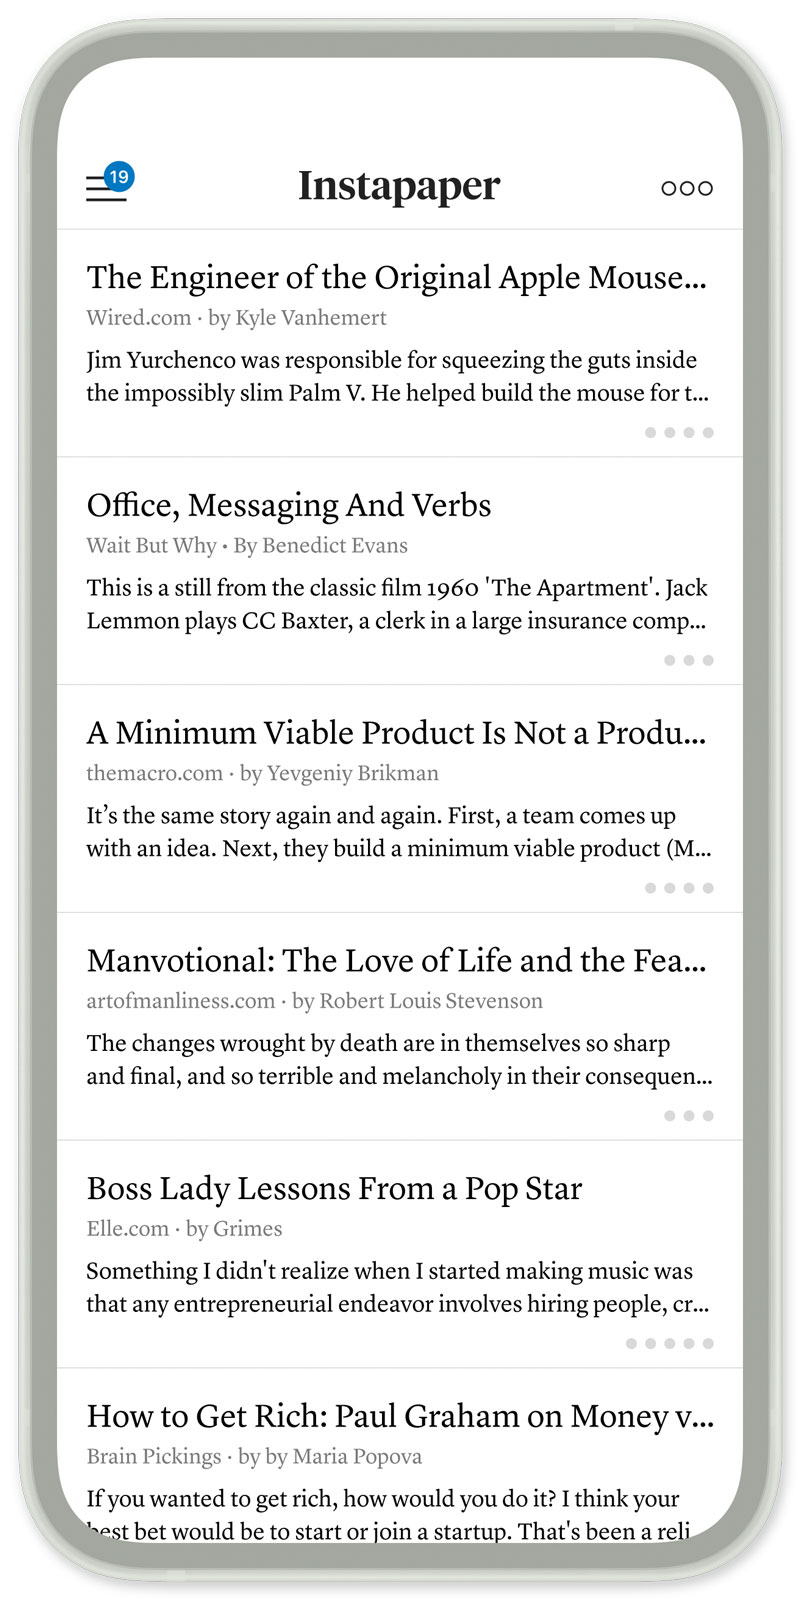 19
Instapaper
The Engineer of the Original Apple Mouse...
Wired.com · by Kyle Vanhemert
Jim Yurchenco was responsible for squeezing the guts inside
the impossibly slim Palm V. He helped build the mouse for t...
Office, Messaging And Verbs
Wait But Why • By Benedict Evans
This is a still from the classic film 1960 'The Apartment'. Jack
Lemmon plays CC Baxter, a clerk in a large insurance comp...
A Minimum Viable Product Is Not a Produ...
themacro.com · by Yevgeniy Brikman
It’s the same story again and again. First, a team comes up
with an idea. Next, they build a minimum viable product (M...
Manvotional: The Love of Life and the Fea...
artofmanliness.com · by Robert Louis Stevenson
The changes wrought by death are in themselves so sharp
and final, and so terrible and melancholy in their consequen...
Boss Lady Lessons From a Pop Star
Elle.com · by Grimes
Something I didn't realize when I started making music was
that any entrepreneurial endeavor involves hiring people, cr...
How to Get Rich: Paul Graham on Money v...
Brain Pickings · by by Maria Popova
If you wanted to get rich, how would you do it? I think your
best bet would be to start or join a startup. That's been a reli